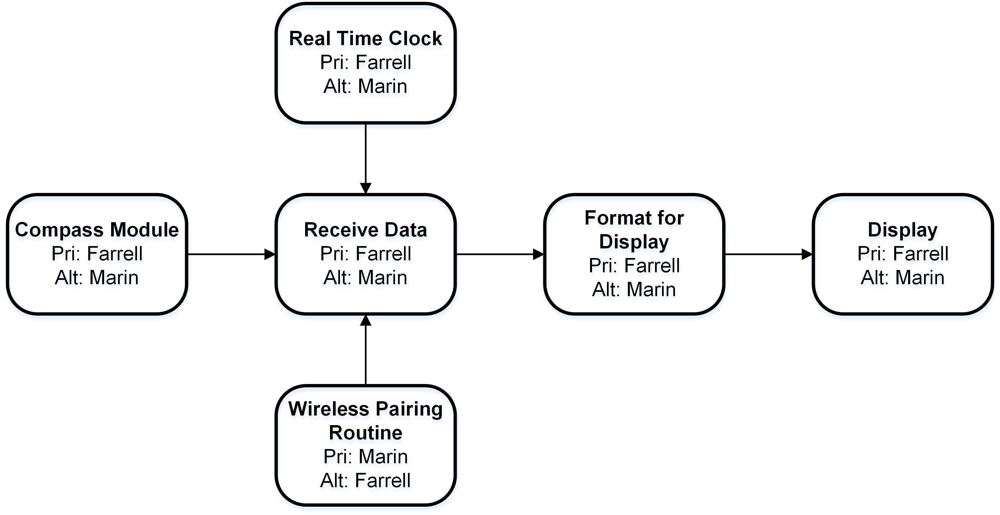 Real Time Clock
Pri: Farrell
Alt: Marin
Compass Module
Pri: Farrell
Alt: Marin
Receive Data
Pri: Farrell
Alt: Marin
Format for
Display
Pri: Farrell
Alt: Marin
Display
Pri: Farrell
Alt: Marin
Wireless Pairing
Routine
Pri: Marin
Alt: Farrell